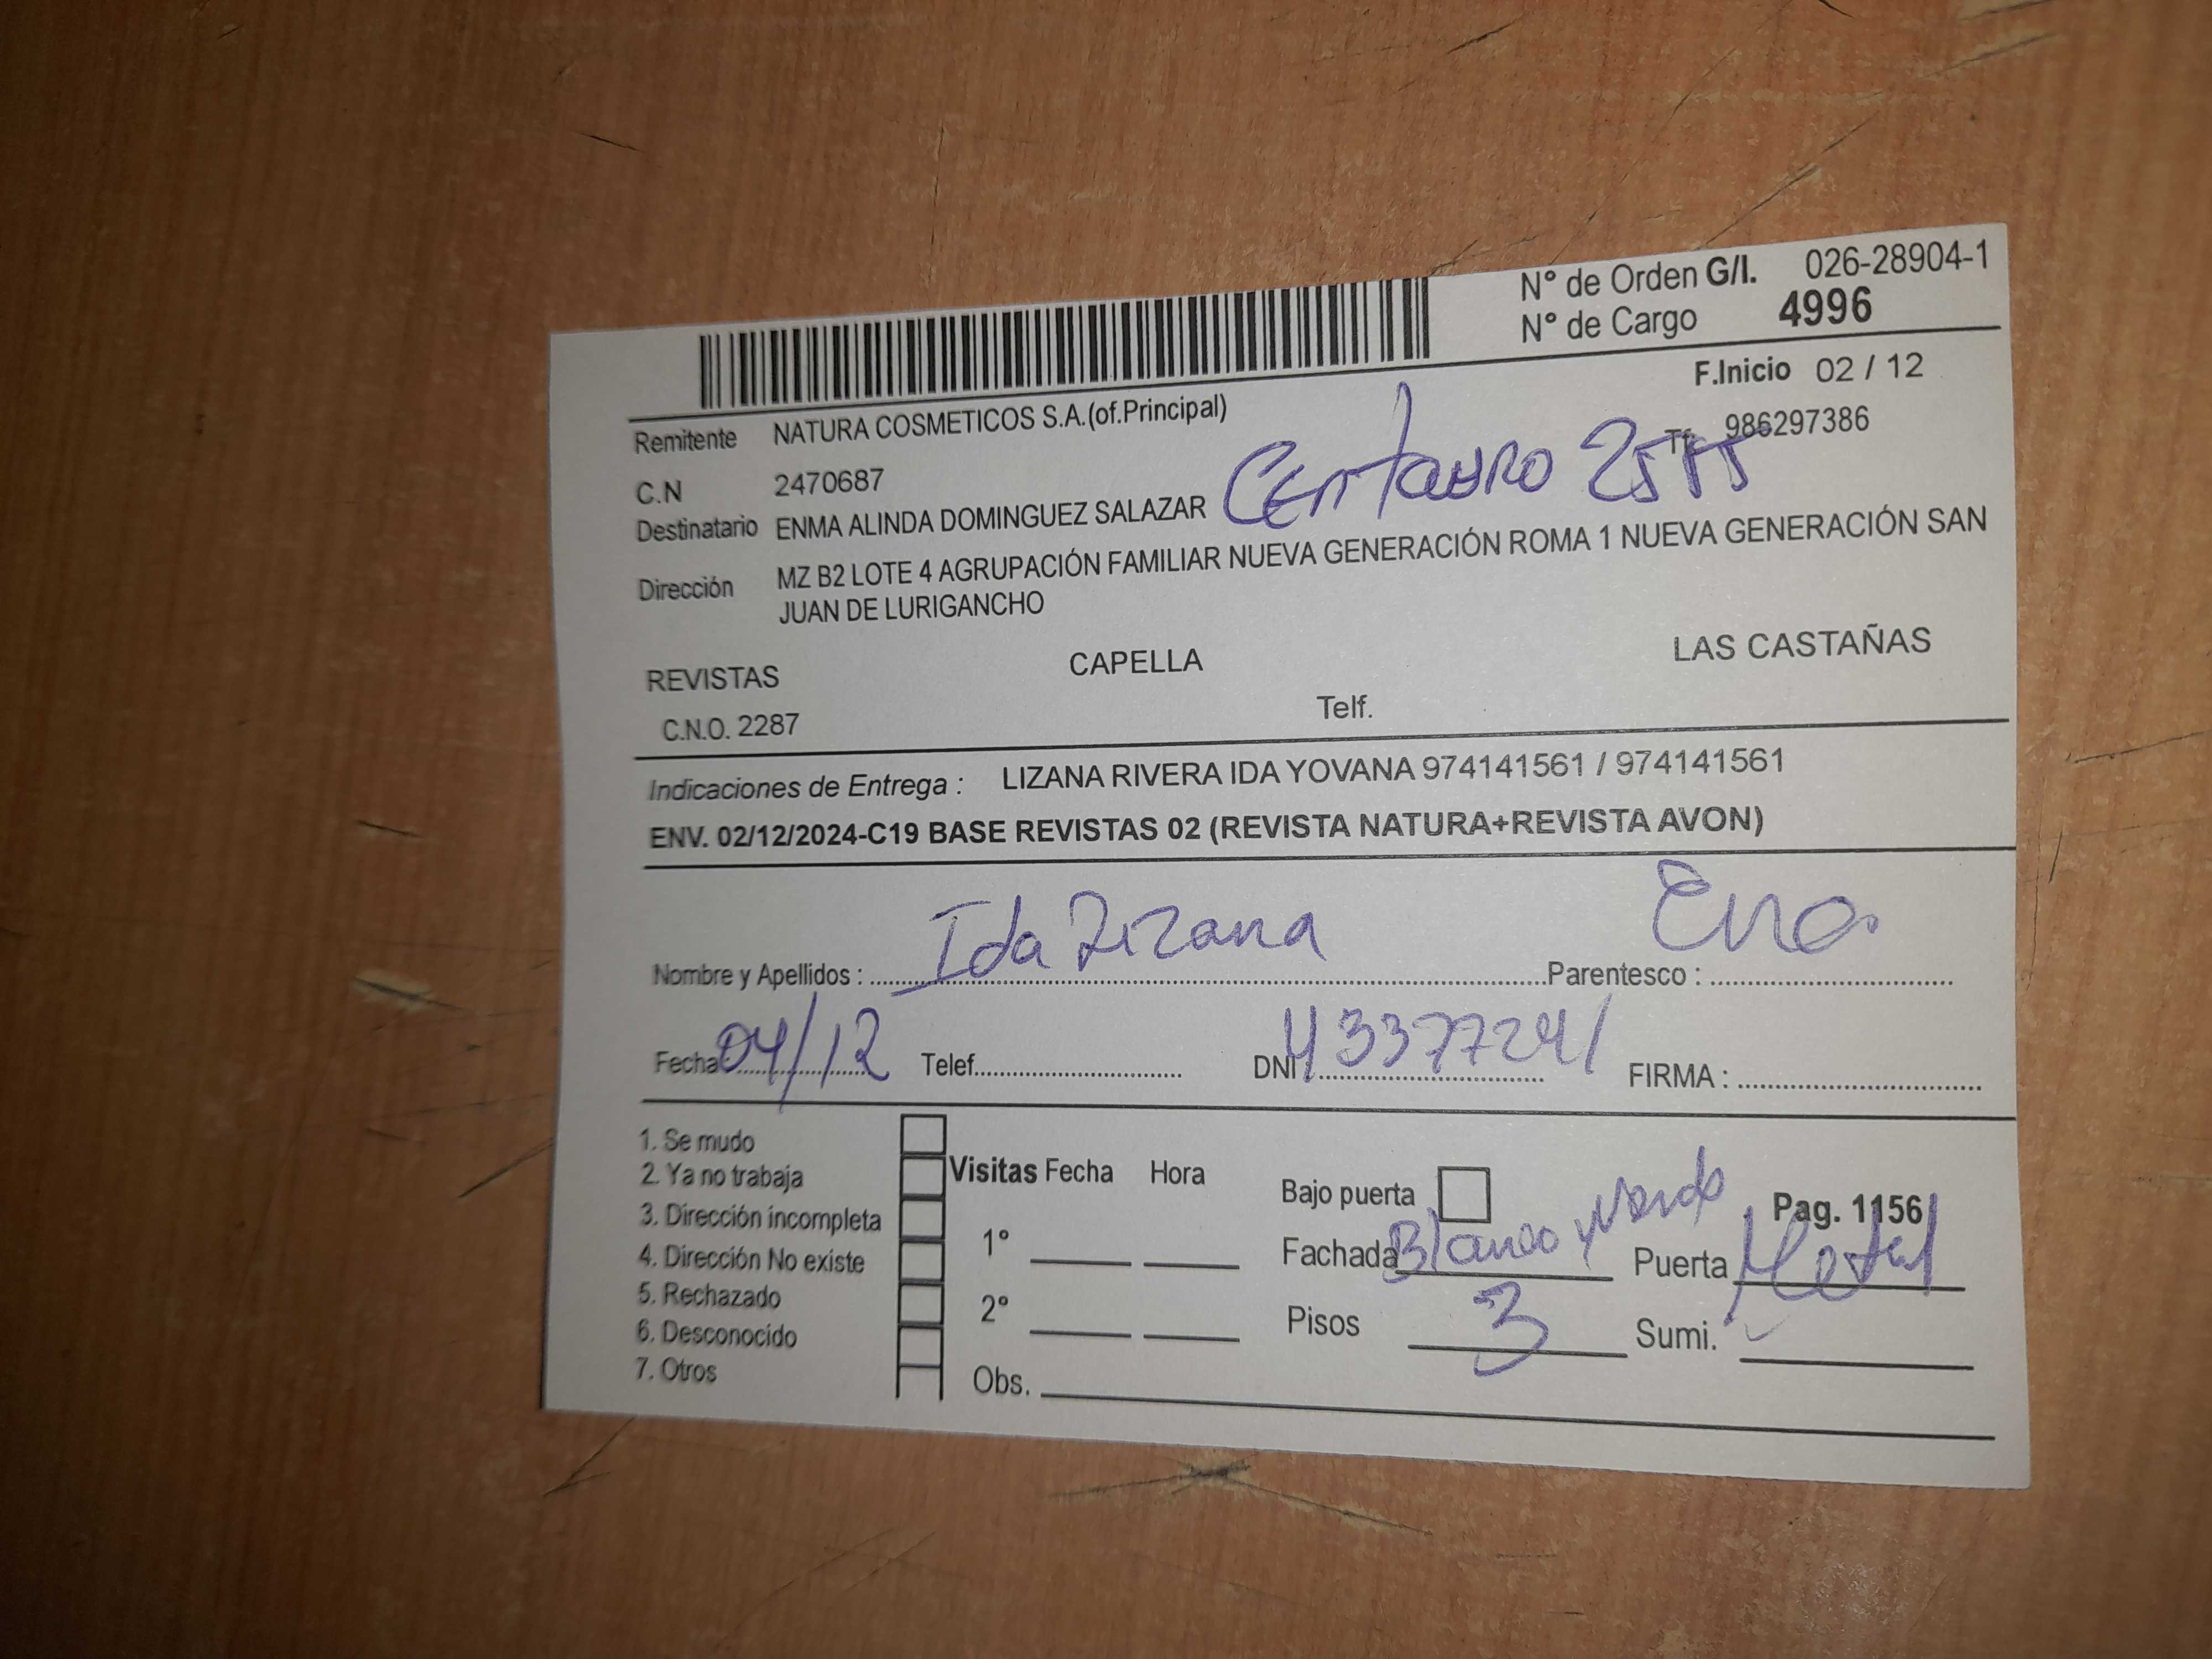 N° de Orden G/I. 026-28904-1
N° de Cargo 4996
F.Inicio 02 / 12
Remitente NATURA COSMETICOS S.A.(of.Principal)
Tf. 986297386
C.N 2470687
Centauro 25
Destinatario ENMA ALINDA DOMINGUEZ SALAZAR
Dirección MZ B2 LOTE 4 AGRUPACIÓN FAMILIAR NUEVA GENERACIÓN ROMA 1 NUEVA GENERACIÓN SAN
JUAN DE LURIGANCHO
REVISTAS CAPELLA LAS CASTAÑAS
C.N.O. 2287 Telf.
Indicaciones de Entrega : LIZANA RIVERA IDA YOVANA 974141561 / 974141561
ENV. 02/12/2024-C19 BASE REVISTAS 02 (REVISTA NATURA+REVISTA AVON)
Nombre y Apellidos : Ida Lizana Parentesco :
Fecha: 04/12 Telef. DNI 43377241 FIRMA :
1. Se mudo
2. Ya no trabaja
3. Dirección incompleta
4. Dirección No existe
5. Rechazado
6. Desconocido
7. Otros
Visitas Fecha Hora
1°
2°
Obs.
Bajo puerta Pag. 1156
Fachada Blanco y Puerta Metal
Pisos 3 Sumi.